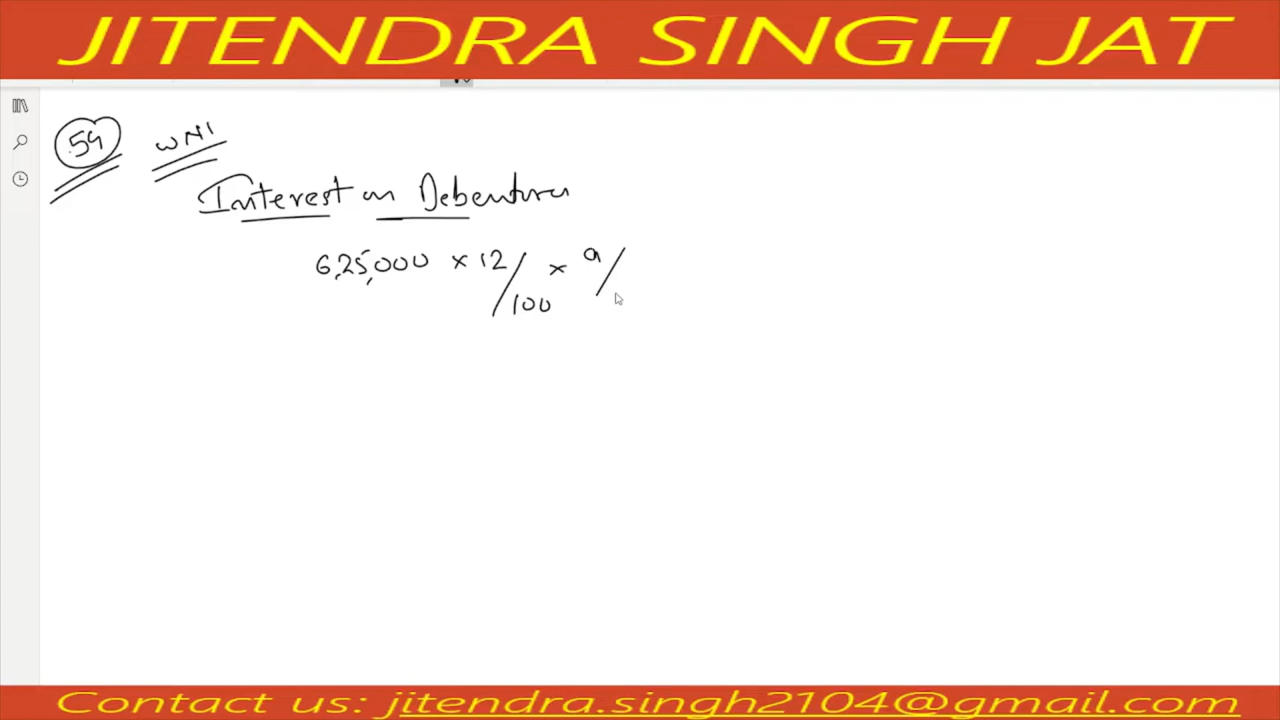 JITENDRA SINGH JAT
54 WN1
Interest on Debentures
6,25,000 × 12/100 × 9/
Contact us: jitendra.singh2104@gmail.com